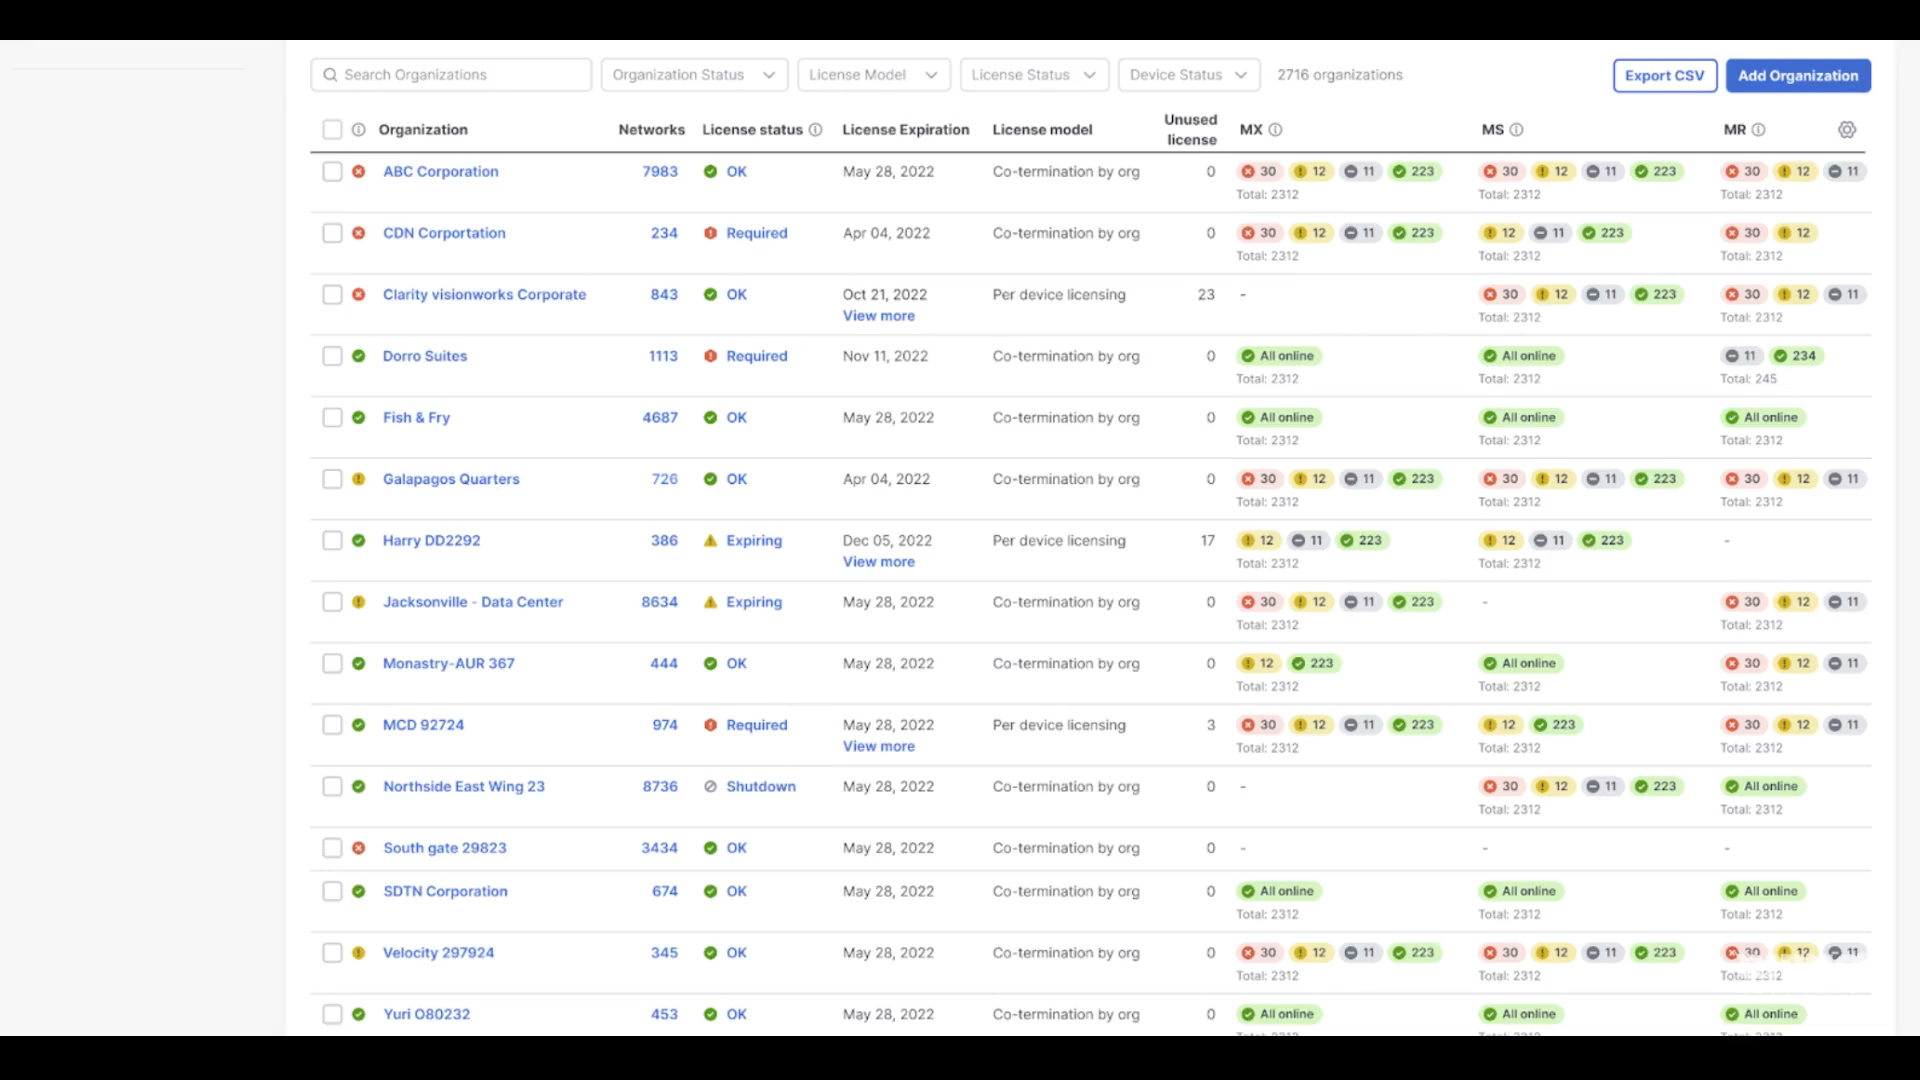 Search Organizations Organization Status License Model License Status Device Status 2716 organizations Export CSV Add Organization
Organization Networks License status License Expiration License model Unused license MX MS MR
ABC Corporation 7983 OK May 28, 2022 Co-termination by org 0 30 12 11 223 30 12 11 223 30 12 11
Total: 2312 Total: 2312 Total: 2312
CDN Corportation 234 Required Apr 04, 2022 Co-termination by org 0 30 12 11 223 12 11 223 30 12
Total: 2312 Total: 2312 Total: 2312
Clarity visionworks Corporate 843 OK Oct 21, 2022 Per device licensing 23 - 30 12 11 223 30 12 11
View more Total: 2312 Total: 2312
Dorro Suites 1113 Required Nov 11, 2022 Co-termination by org 0 All online All online 11 234
Total: 2312 Total: 2312 Total: 245
Fish & Fry 4687 OK May 28, 2022 Co-termination by org 0 All online All online All online
Total: 2312 Total: 2312 Total: 2312
Galapagos Quarters 726 OK Apr 04, 2022 Co-termination by org 0 30 12 11 223 30 12 11 223 30 12 11
Total: 2312 Total: 2312 Total: 2312
Harry DD2292 386 Expiring Dec 05, 2022 Per device licensing 17 12 11 223 12 11 223 -
View more Total: 2312 Total: 2312
Jacksonville - Data Center 8634 Expiring May 28, 2022 Co-termination by org 0 30 12 11 223 - 30 12 11
Total: 2312 Total: 2312
Monastry-AUR 367 444 OK May 28, 2022 Co-termination by org 0 12 223 All online 30 12 11
Total: 2312 Total: 2312 Total: 2312
MCD 92724 974 Required May 28, 2022 Per device licensing 3 30 12 11 223 12 223 30 12 11
View more Total: 2312 Total: 2312 Total: 2312
Northside East Wing 23 8736 Shutdown May 28, 2022 Co-termination by org 0 - 30 12 11 223 All online
Total: 2312 Total: 2312
South gate 29823 3434 OK May 28, 2022 Co-termination by org 0 - - -
SDTN Corporation 674 OK May 28, 2022 Co-termination by org 0 All online All online All online
Total: 2312 Total: 2312 Total: 2312
Velocity 297924 345 OK May 28, 2022 Co-termination by org 0 30 12 11 223 30 12 11 223 30 12 11
Total: 2312 Total: 2312 Total: 2312
Yuri O80232 453 OK May 28, 2022 Co-termination by org 0 All online All online All online